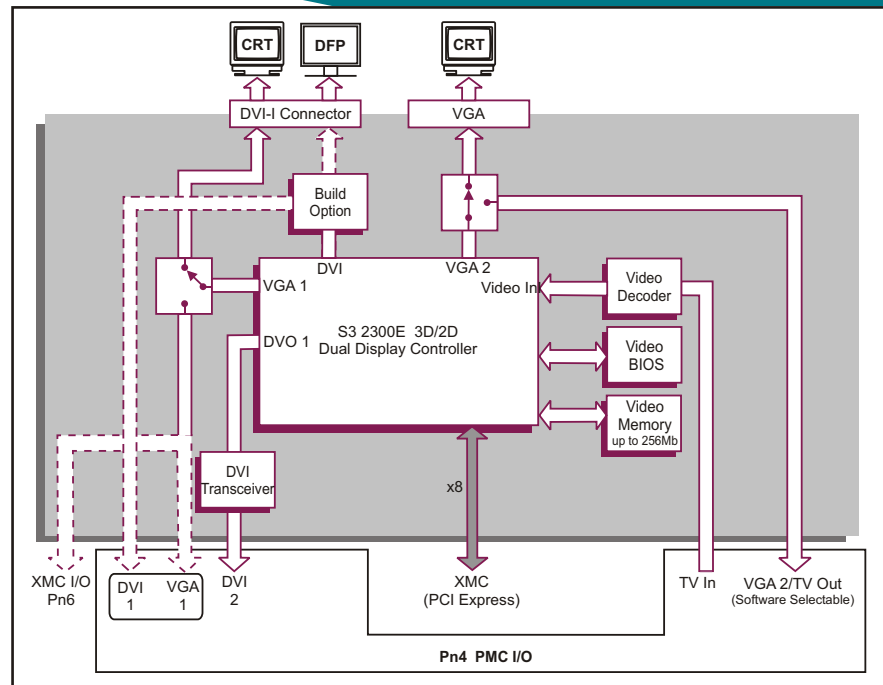 CRT
DFP
CRT
DVI-I Connector
VGA
Build
Option
DVI
VGA 2
VGA 1
Video In
Video
Decoder
S3 2300E 3D/2D
Dual Display Controller
DVO 1
Video
BIOS
Video
Memory
up to 256Mb
DVI
Transceiver
x8
XMC I/O
Pn6
DVI
1
VGA
1
DVI
2
XMC
(PCI Express)
TV In
VGA 2/TV Out
(Software Selectable)
Pn4 PMC I/O